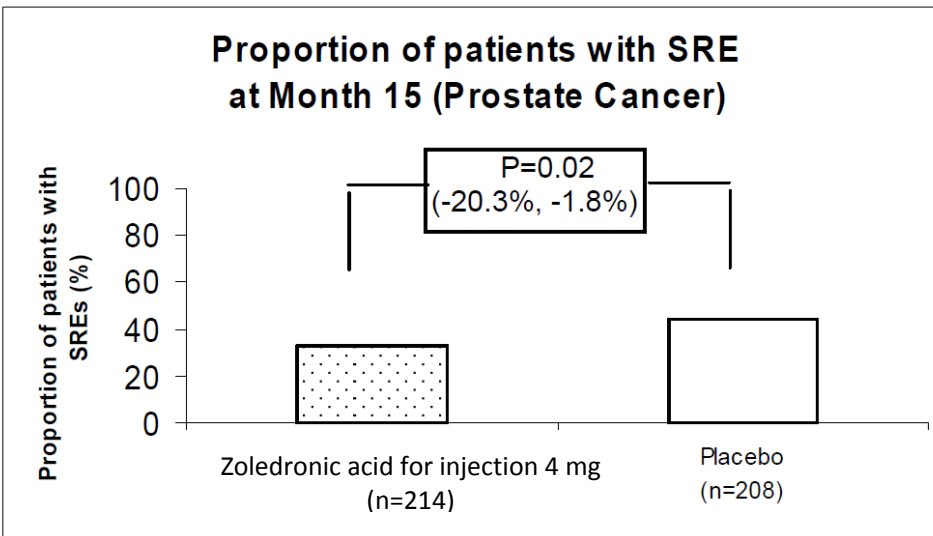 Proportion of patients with SRE
at Month 15 (Prostate Cancer)
P=0.02
(-20.3%, -1.8%)
Proportion of patients with
SREs (%)
100
80
60
40
20
0
Zoledronic acid for injection 4 mg
(n=214)
Placebo
(n=208)